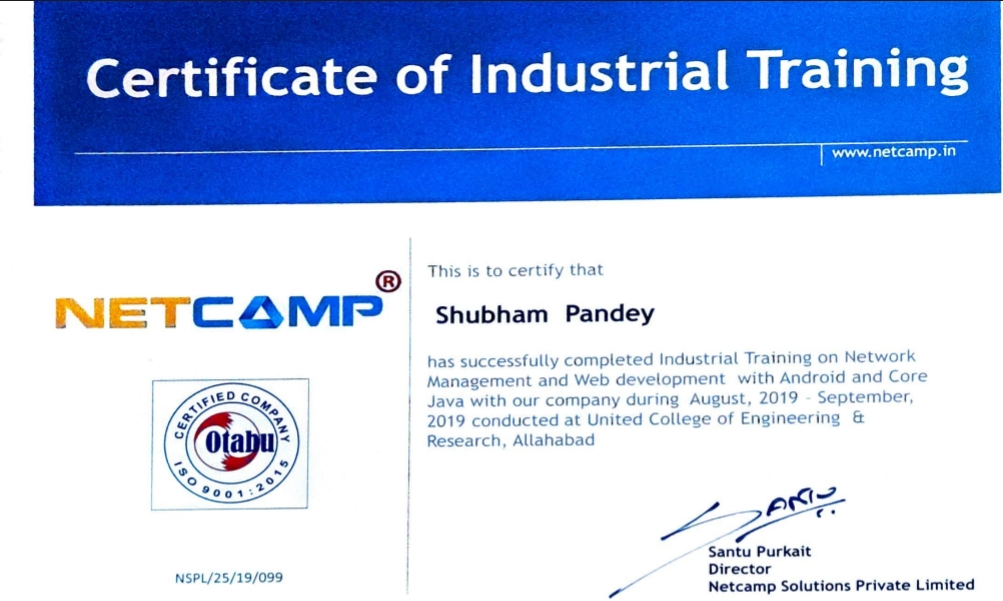 Certificate of Industrial Training
www.netcamp.in
NETCAMP®
This is to certify that
Shubham Pandey
has successfully completed Industrial Training on Network
Management and Web development with Android and Core
Java with our company during August, 2019 - September,
2019 conducted at United College of Engineering &
Research, Allahabad
CERTIFIED COMPANY
Otabu
ISO 9001:2015
NSPL/25/19/099
SANTU
Santu Purkait
Director
Netcamp Solutions Private Limited